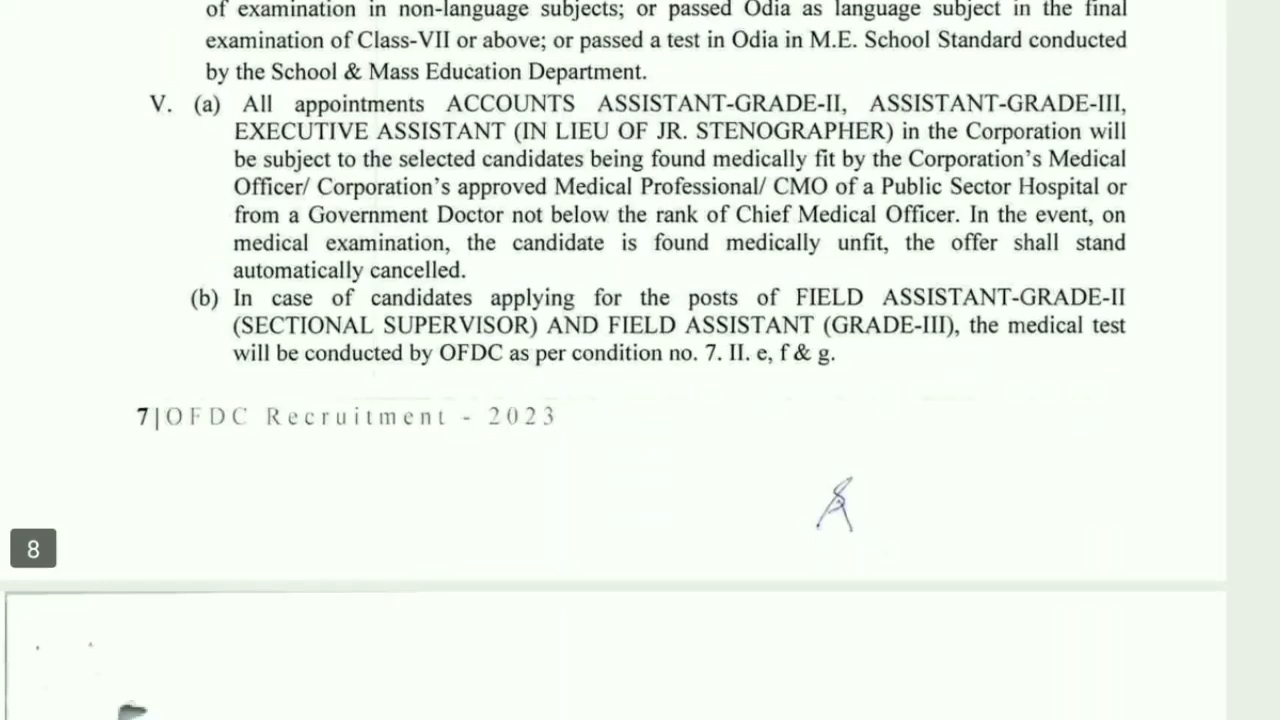 of examination in non-language subjects; or passed Odia as language subject in the final
examination of Class-VII or above; or passed a test in Odia in M.E. School Standard conducted
by the School & Mass Education Department.
V. (a) All appointments ACCOUNTS ASSISTANT-GRADE-II, ASSISTANT-GRADE-III,
EXECUTIVE ASSISTANT (IN LIEU OF JR. STENOGRAPHER) in the Corporation will
be subject to the selected candidates being found medically fit by the Corporation's Medical
Officer/ Corporation's approved Medical Professional/ CMO of a Public Sector Hospital or
from a Government Doctor not below the rank of Chief Medical Officer. In the event, on
medical examination, the candidate is found medically unfit, the offer shall stand
automatically cancelled.
(b) In case of candidates applying for the posts of FIELD ASSISTANT-GRADE-II
(SECTIONAL SUPERVISOR) AND FIELD ASSISTANT (GRADE-III), the medical test
will be conducted by OFDC as per condition no. 7. II. e, f & g.
7|OFDC Recruitment - 2023
8